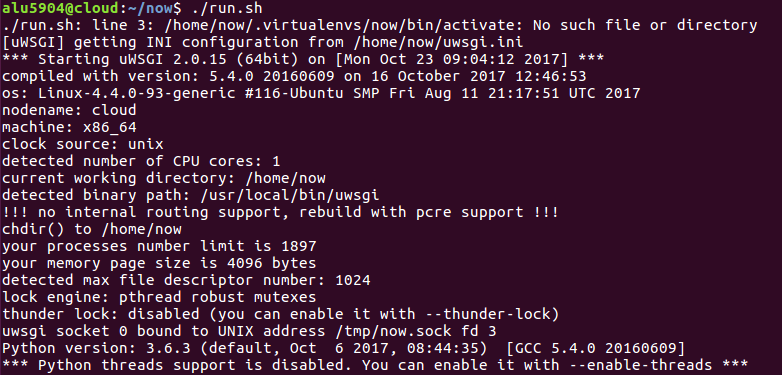 alu5904@cloud:~/now$ ./run.sh
./run.sh: line 3: /home/now/.virtualenvs/now/bin/activate: No such file or directory
[uWSGI] getting INI configuration from /home/now/uwsgi.ini
*** Starting uWSGI 2.0.15 (64bit) on [Mon Oct 23 09:04:12 2017] ***
compiled with version: 5.4.0 20160609 on 16 October 2017 12:46:53
os: Linux-4.4.0-93-generic #116-Ubuntu SMP Fri Aug 11 21:17:51 UTC 2017
nodename: cloud
machine: x86_64
clock source: unix
detected number of CPU cores: 1
current working directory: /home/now
detected binary path: /usr/local/bin/uwsgi
!!! no internal routing support, rebuild with pcre support !!!
chdir() to /home/now
your processes number limit is 1897
your memory page size is 4096 bytes
detected max file descriptor number: 1024
lock engine: pthread robust mutexes
thunder lock: disabled (you can enable it with --thunder-lock)
uwsgi socket 0 bound to UNIX address /tmp/now.sock fd 3
Python version: 3.6.3 (default, Oct  6 2017, 08:44:35)  [GCC 5.4.0 20160609]
*** Python threads support is disabled. You can enable it with --enable-threads ***